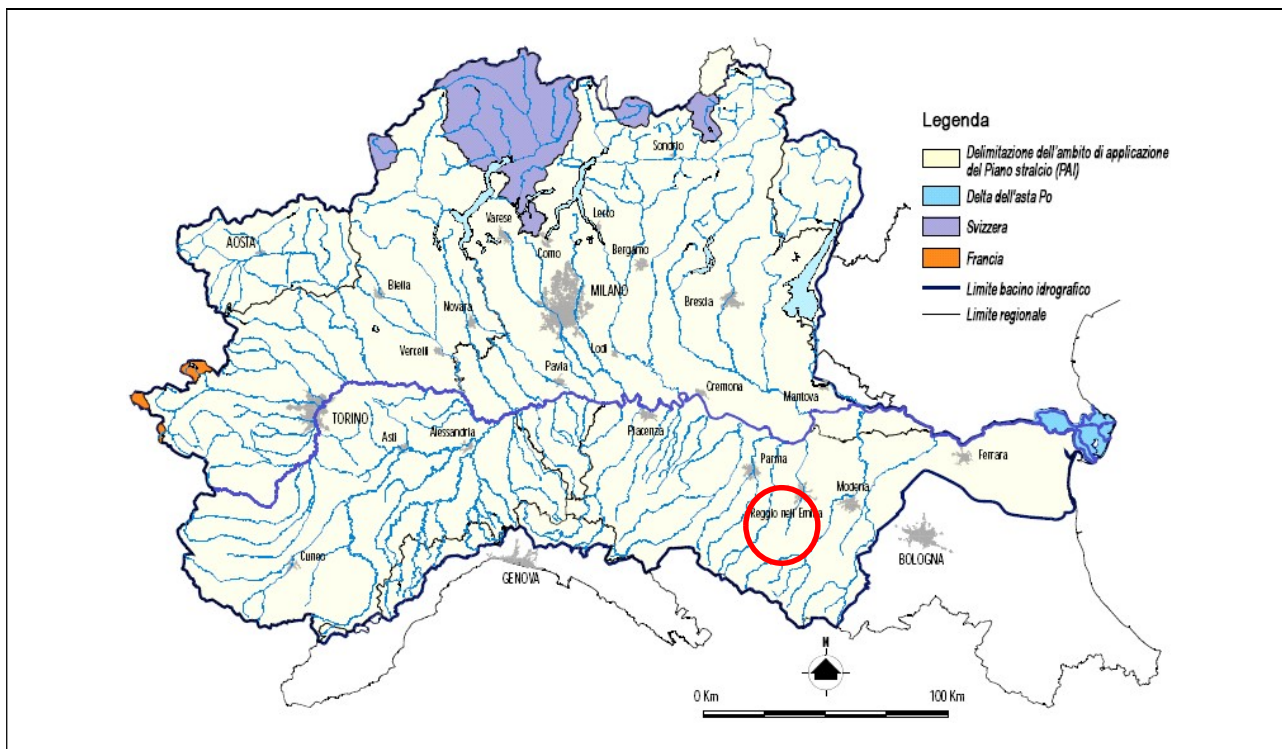 Legenda
Delimitazione dell'ambito di applicazione
del Piano stralcio (PAI)
Delta dell'asta Po
Svizzera
Francia
Limite bacino idrografico
Limite regionale
Sondrio
Varese
Lecco
AOSTA
Como
Bergamo
Biella
MILANO
Brescia
Novara
Vercelli
Lodi
Pavia
Cremona
Mantova
TORINO
Asti
Alessandria
Piacenza
Parma
Ferrara
Modena
Reggio nell'Emilia
Cuneo
GENOVA
BOLOGNA
N
0 Km
100 Km